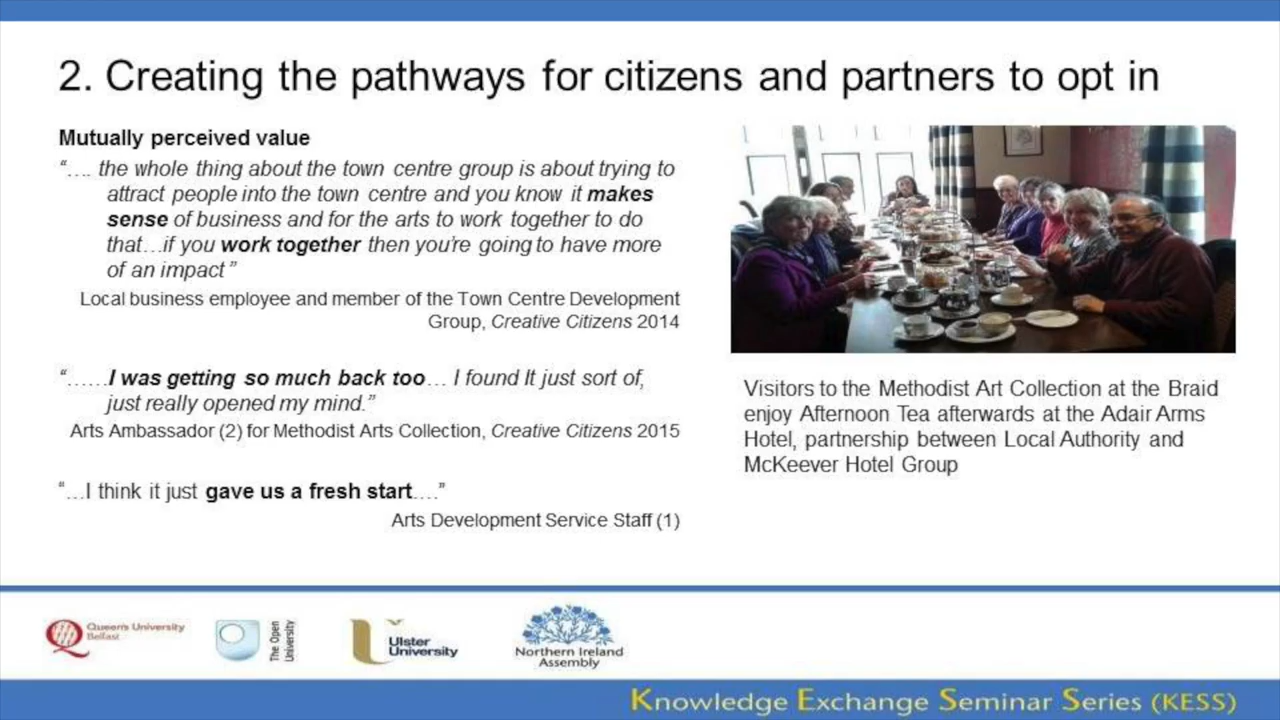 2. Creating the pathways for citizens and partners to opt in
Mutually perceived value
“…. the whole thing about the town centre group is about trying to
attract people into the town centre and you know it makes
sense of business and for the arts to work together to do
that…if you work together then you’re going to have more
of an impact”
Local business employee and member of the Town Centre Development
Group, Creative Citizens 2014
“……I was getting so much back too… I found It just sort of,
just really opened my mind.”
Arts Ambassador (2) for Methodist Arts Collection, Creative Citizens 2015
“…I think it just gave us a fresh start….”
Arts Development Service Staff (1)
Visitors to the Methodist Art Collection at the Braid
enjoy Afternoon Tea afterwards at the Adair Arms
Hotel, partnership between Local Authority and
McKeever Hotel Group
Queen's University
Belfast
The Open
University
Ulster
University
Northern Ireland
Assembly
Knowledge Exchange Seminar Series (KESS)